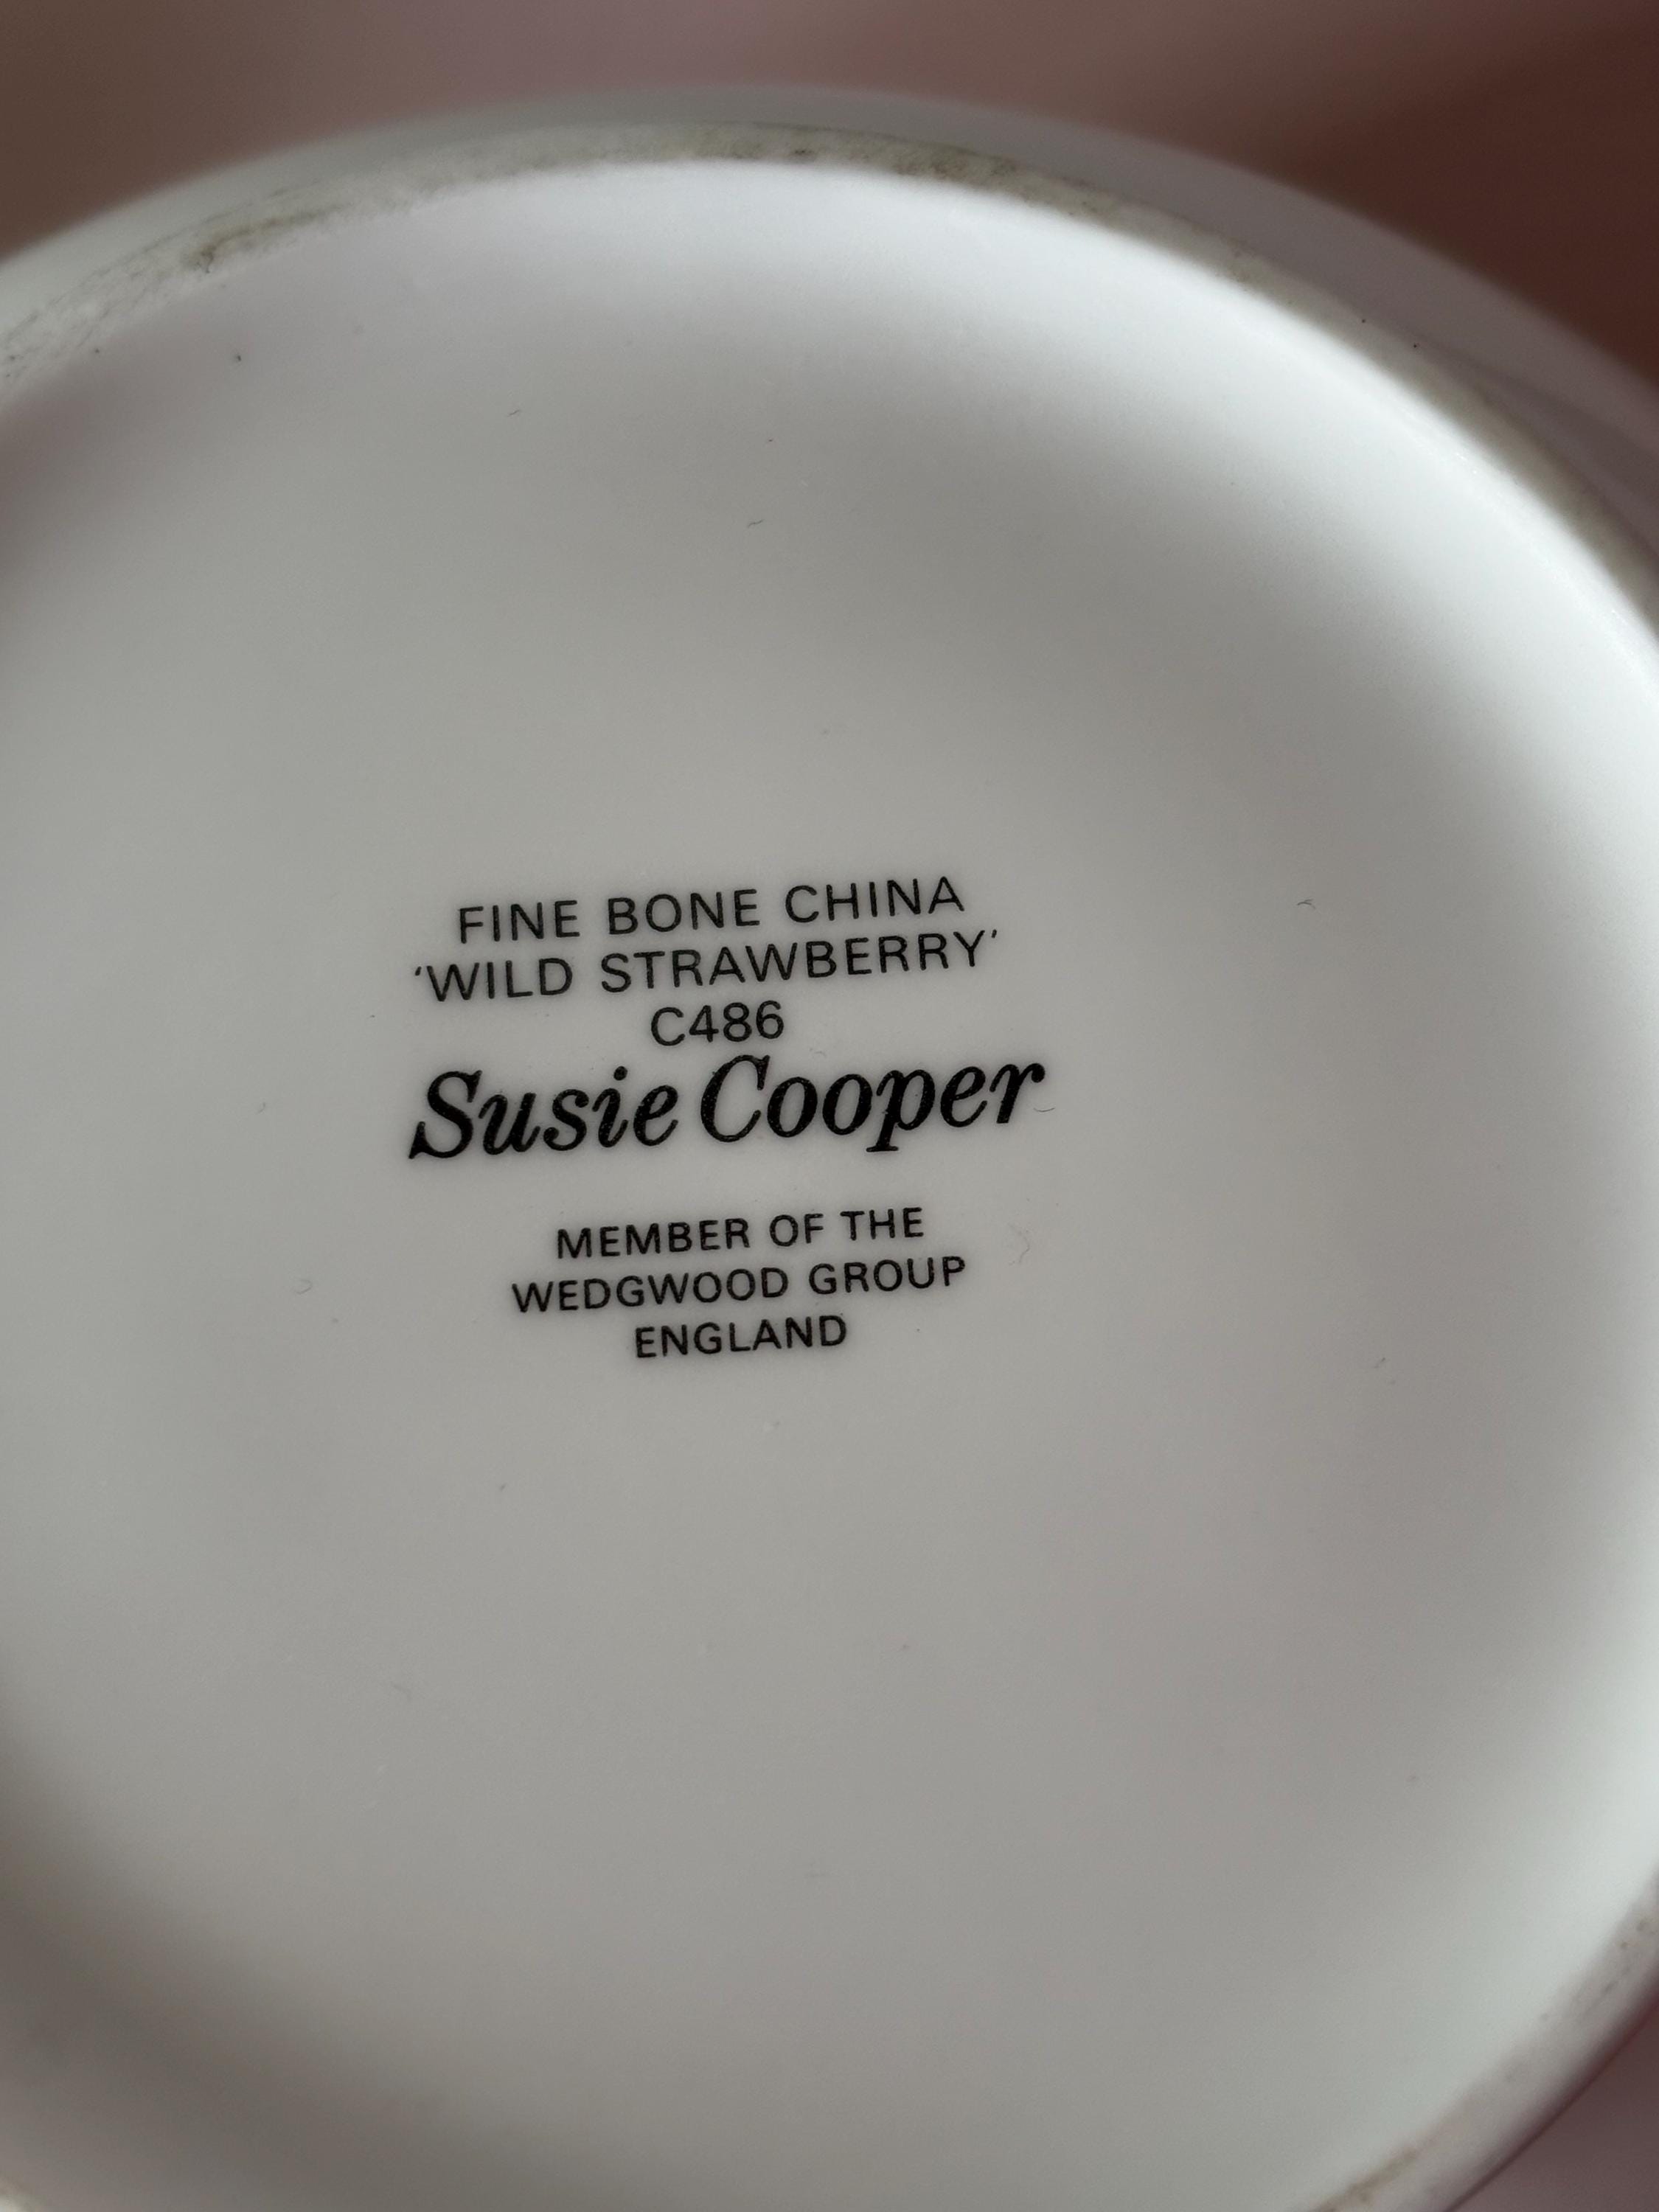 FINE BONE CHINA
‘WILD STRAWBERRY’
C486
Susie Cooper
MEMBER OF THE
WEDGWOOD GROUP
ENGLAND